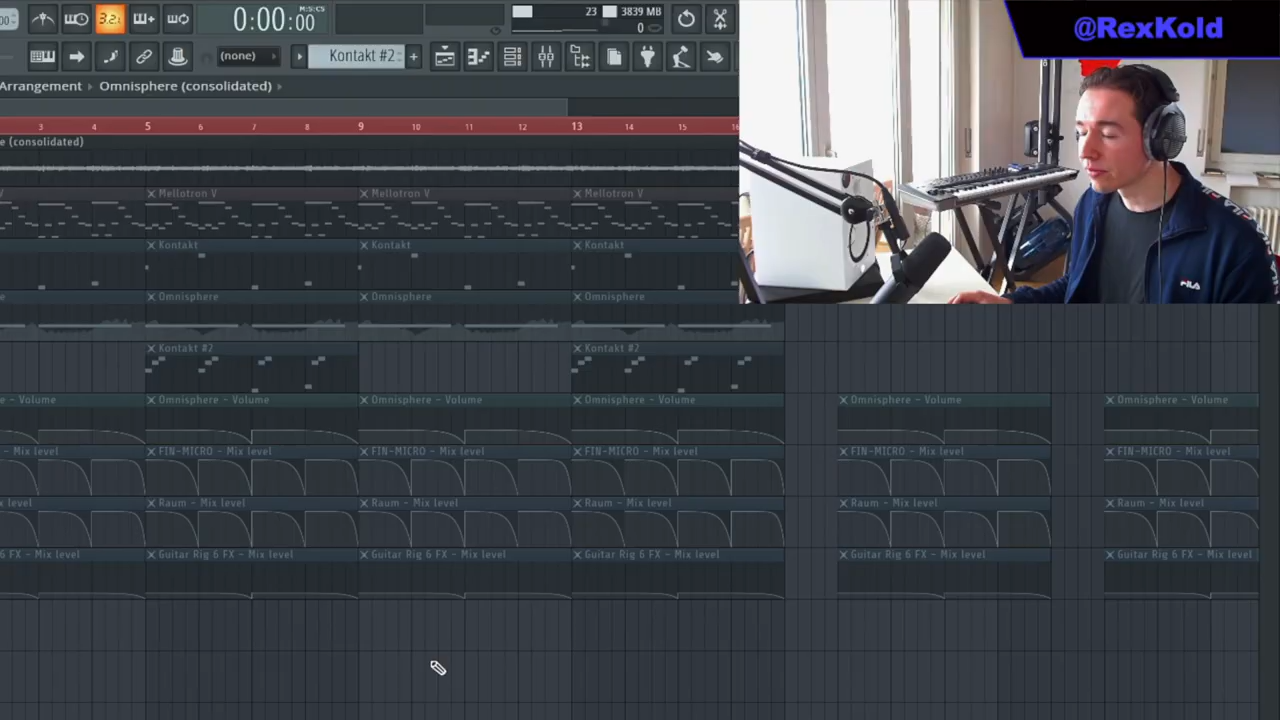 00
3.2:
0:00:00
M:S:CS
23
3839 MB
0
@RexKold
(none)
Kontakt #2
Arrangement
Omnisphere (consolidated)
3 4 5 6 7 8 9 10 11 12 13 14 15 16
e (consolidated)
V
Mellotron V
Mellotron V
Mellotron V
Kontakt
Kontakt
Kontakt
e
Omnisphere
Omnisphere
Omnisphere
Kontakt #2
Kontakt #2
e - Volume
Omnisphere - Volume
Omnisphere - Volume
Omnisphere - Volume
Omnisphere - Volume
Omnisphere - Volume
- Mix level
FIN-MICRO - Mix level
FIN-MICRO - Mix level
FIN-MICRO - Mix level
FIN-MICRO - Mix level
FIN-MICRO - Mix level
x level
Raum - Mix level
Raum - Mix level
Raum - Mix level
Raum - Mix level
Raum - Mix level
6 FX - Mix level
Guitar Rig 6 FX - Mix level
Guitar Rig 6 FX - Mix level
Guitar Rig 6 FX - Mix level
Guitar Rig 6 FX - Mix level
Guitar Rig 6 FX - Mix level
FILA